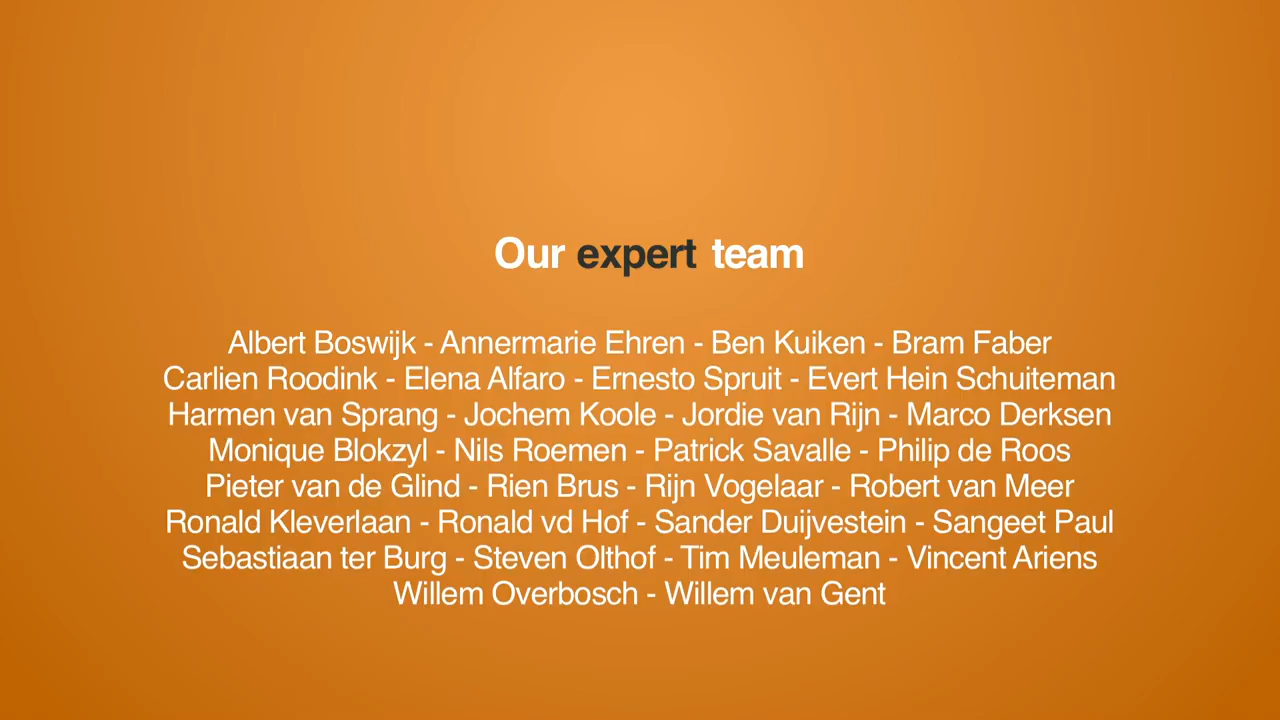 Our expert team
Albert Boswijk - Annermarie Ehren - Ben Kuiken - Bram Faber
Carlien Roodink - Elena Alfaro - Ernesto Spruit - Evert Hein Schuiteman
Harmen van Sprang - Jochem Koole - Jordie van Rijn - Marco Derksen
Monique Blokzyl - Nils Roemen - Patrick Savalle - Philip de Roos
Pieter van de Glind - Rien Brus - Rijn Vogelaar - Robert van Meer
Ronald Kleverlaan - Ronald vd Hof - Sander Duijvestein - Sangeet Paul
Sebastiaan ter Burg - Steven Olthof - Tim Meuleman - Vincent Ariens
Willem Overbosch - Willem van Gent